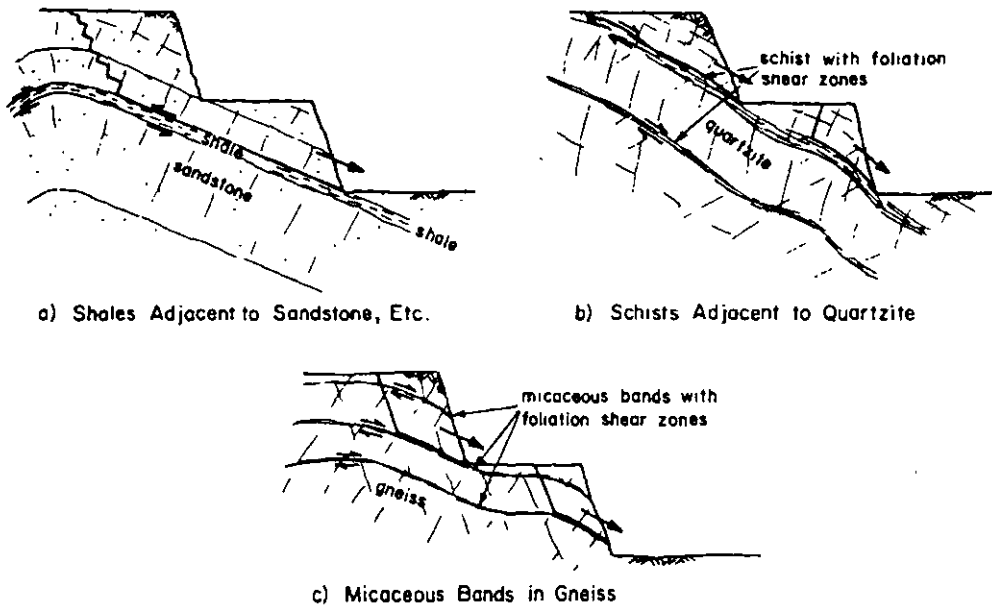 shale
sandstone
shale
a) Shales Adjacent to Sandstone, Etc.
schist with foliation
shear zones
quartzite
b) Schists Adjacent to Quartzite
micaceous bands with
foliation shear zones
gneiss
c) Micaceous Bands in Gneiss